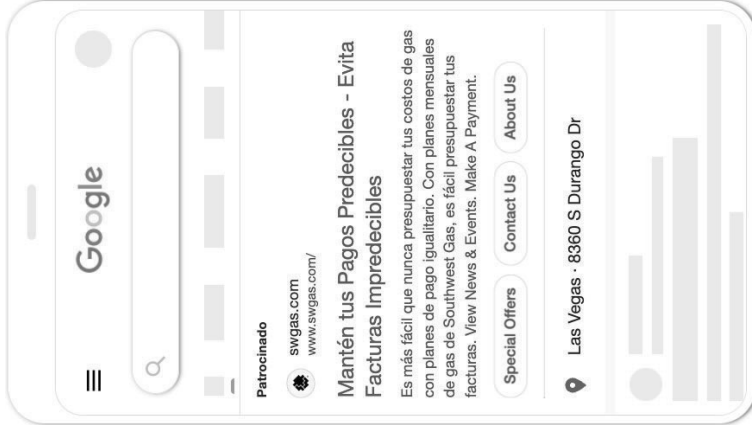 Google
Patrocinado
swgas.com
www.swgas.com/
Mantén tus Pagos Predecibles - Evita
Facturas Impredecibles
Es más fácil que nunca presupuestar tus costos de gas
con planes de pago igualitario. Con planes mensuales
de gas de Southwest Gas, es fácil presupuestar tus
facturas. View News & Events. Make A Payment.
Special Offers
Contact Us
About Us
Las Vegas · 8360 S Durango Dr